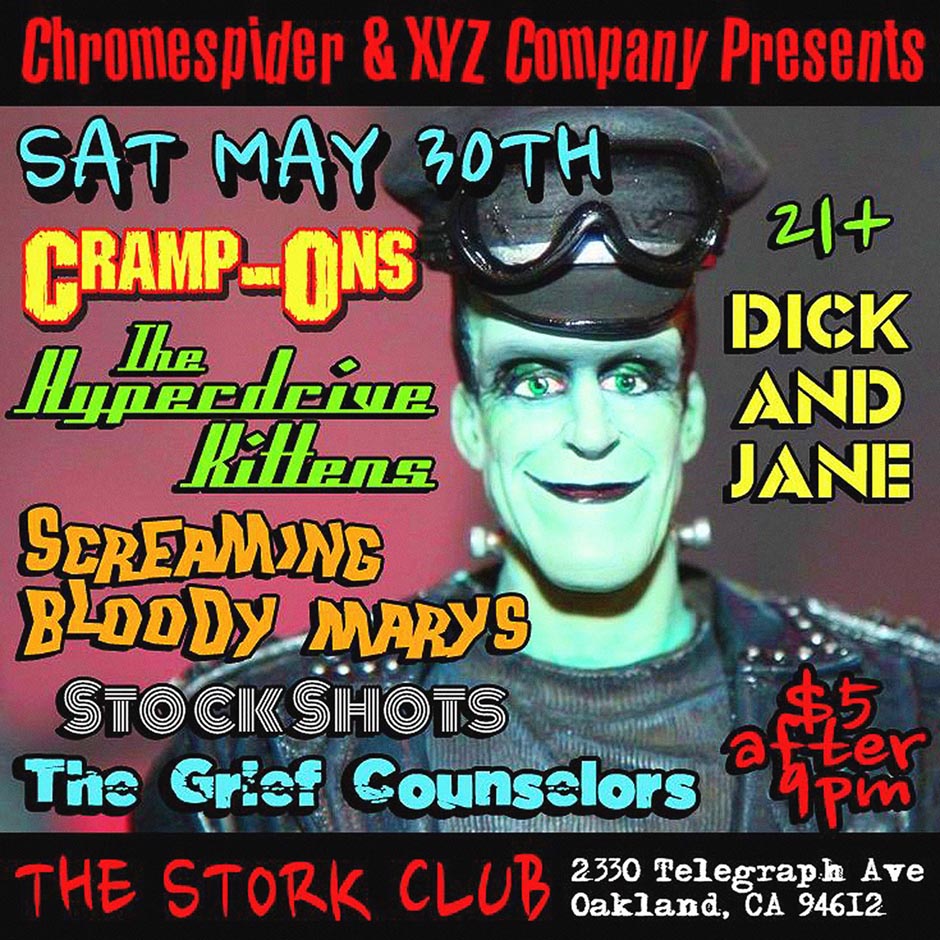 Chromespider & XYZ Company Presents
SAT MAY 30TH
CRAMP-ONS
The
Hyperdrive
Kittens
SCREAMING
BLOODY MARYS
STOCKSHOTS
The Grief Counselors
21+
DICK
AND
JANE
$5
after
9pm
THE STORK CLUB
2330 Telegraph Ave
Oakland, CA 94612